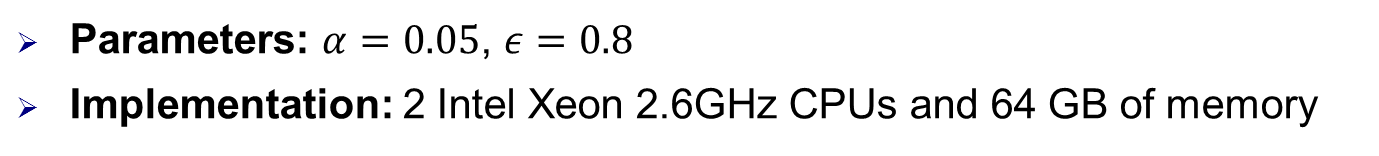 ➢ Parameters: α = 0.05, ϵ = 0.8
➢ Implementation: 2 Intel Xeon 2.6GHz CPUs and 64 GB of memory